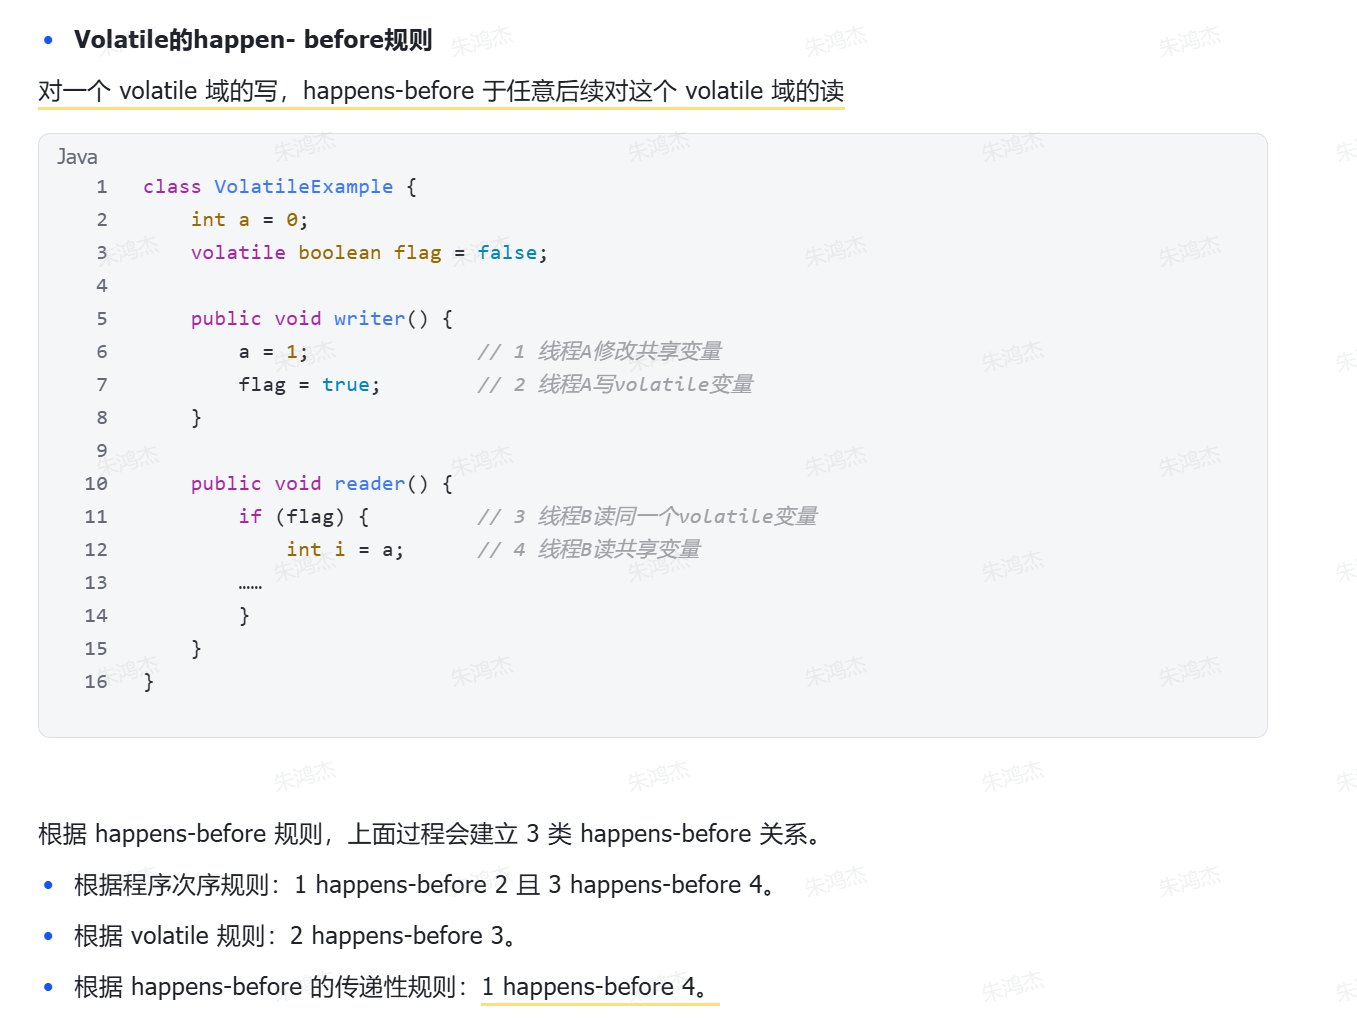 Volatile的happen- before规则
对一个 volatile 域的写，happens-before 于任意后续对这个 volatile 域的读
Java
1 class VolatileExample {
2     int a = 0;
3     volatile boolean flag = false;
4
5     public void writer() {
6         a = 1;              // 1 线程A修改共享变量
7         flag = true;        // 2 线程A写volatile变量
8     }
9
10     public void reader() {
11         if (flag) {         // 3 线程B读同一个volatile变量
12             int i = a;      // 4 线程B读共享变量
13         ……
14         }
15     }
16 }
根据 happens-before 规则，上面过程会建立 3 类 happens-before 关系。
根据程序次序规则：1 happens-before 2 且 3 happens-before 4。
根据 volatile 规则：2 happens-before 3。
根据 happens-before 的传递性规则：1 happens-before 4。
朱鸿杰